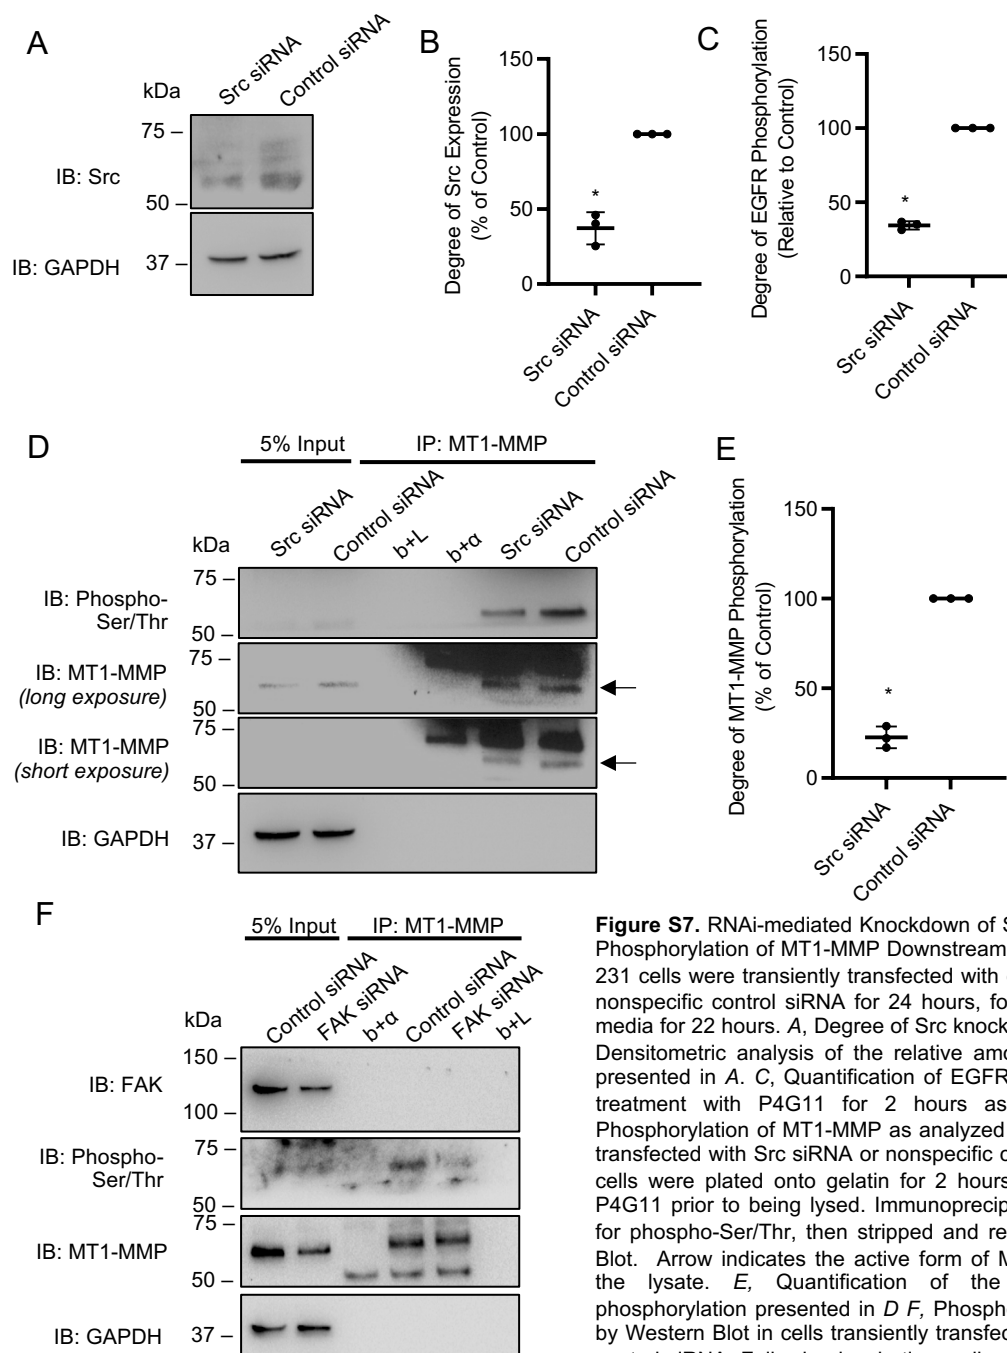 A
Src siRNA
Control siRNA
kDa
75
IB: Src
50
IB: GAPDH
37
B
Degree of Src Expression
(% of Control)
150
100
50
0
*
Src siRNA
Control siRNA
C
Degree of EGFR Phosphorylation
(Relative to Control)
150
100
50
0
*
Src siRNA
Control siRNA
D
5% Input
IP: MT1-MMP
Src siRNA
Control siRNA
b+L
b+α
Src siRNA
Control siRNA
kDa
75
IB: Phospho-
Ser/Thr
50
75
IB: MT1-MMP
(long exposure)
50
75
IB: MT1-MMP
(short exposure)
50
IB: GAPDH
37
E
Degree of MT1-MMP Phosphorylation
(% of Control)
150
100
50
0
*
Src siRNA
Control siRNA
F
5% Input
IP: MT1-MMP
Control siRNA
FAK siRNA
b+α
Control siRNA
FAK siRNA
b+L
kDa
150
IB: FAK
100
75
IB: Phospho-
Ser/Thr
50
75
IB: MT1-MMP
50
IB: GAPDH
37
Figure S7. RNAi-mediated Knockdown of S
Phosphorylation of MT1-MMP Downstream
231 cells were transiently transfected with
nonspecific control siRNA for 24 hours, fo
media for 22 hours. A, Degree of Src knock
Densitometric analysis of the relative amo
presented in A. C, Quantification of EGFR
treatment with P4G11 for 2 hours as
Phosphorylation of MT1-MMP as analyzed
transfected with Src siRNA or nonspecific c
cells were plated onto gelatin for 2 hours
P4G11 prior to being lysed. Immunoprecip
for phospho-Ser/Thr, then stripped and re
Blot. Arrow indicates the active form of M
the lysate. E, Quantification of the
phosphorylation presented in D F, Phosph
by Western Blot in cells transiently transfec